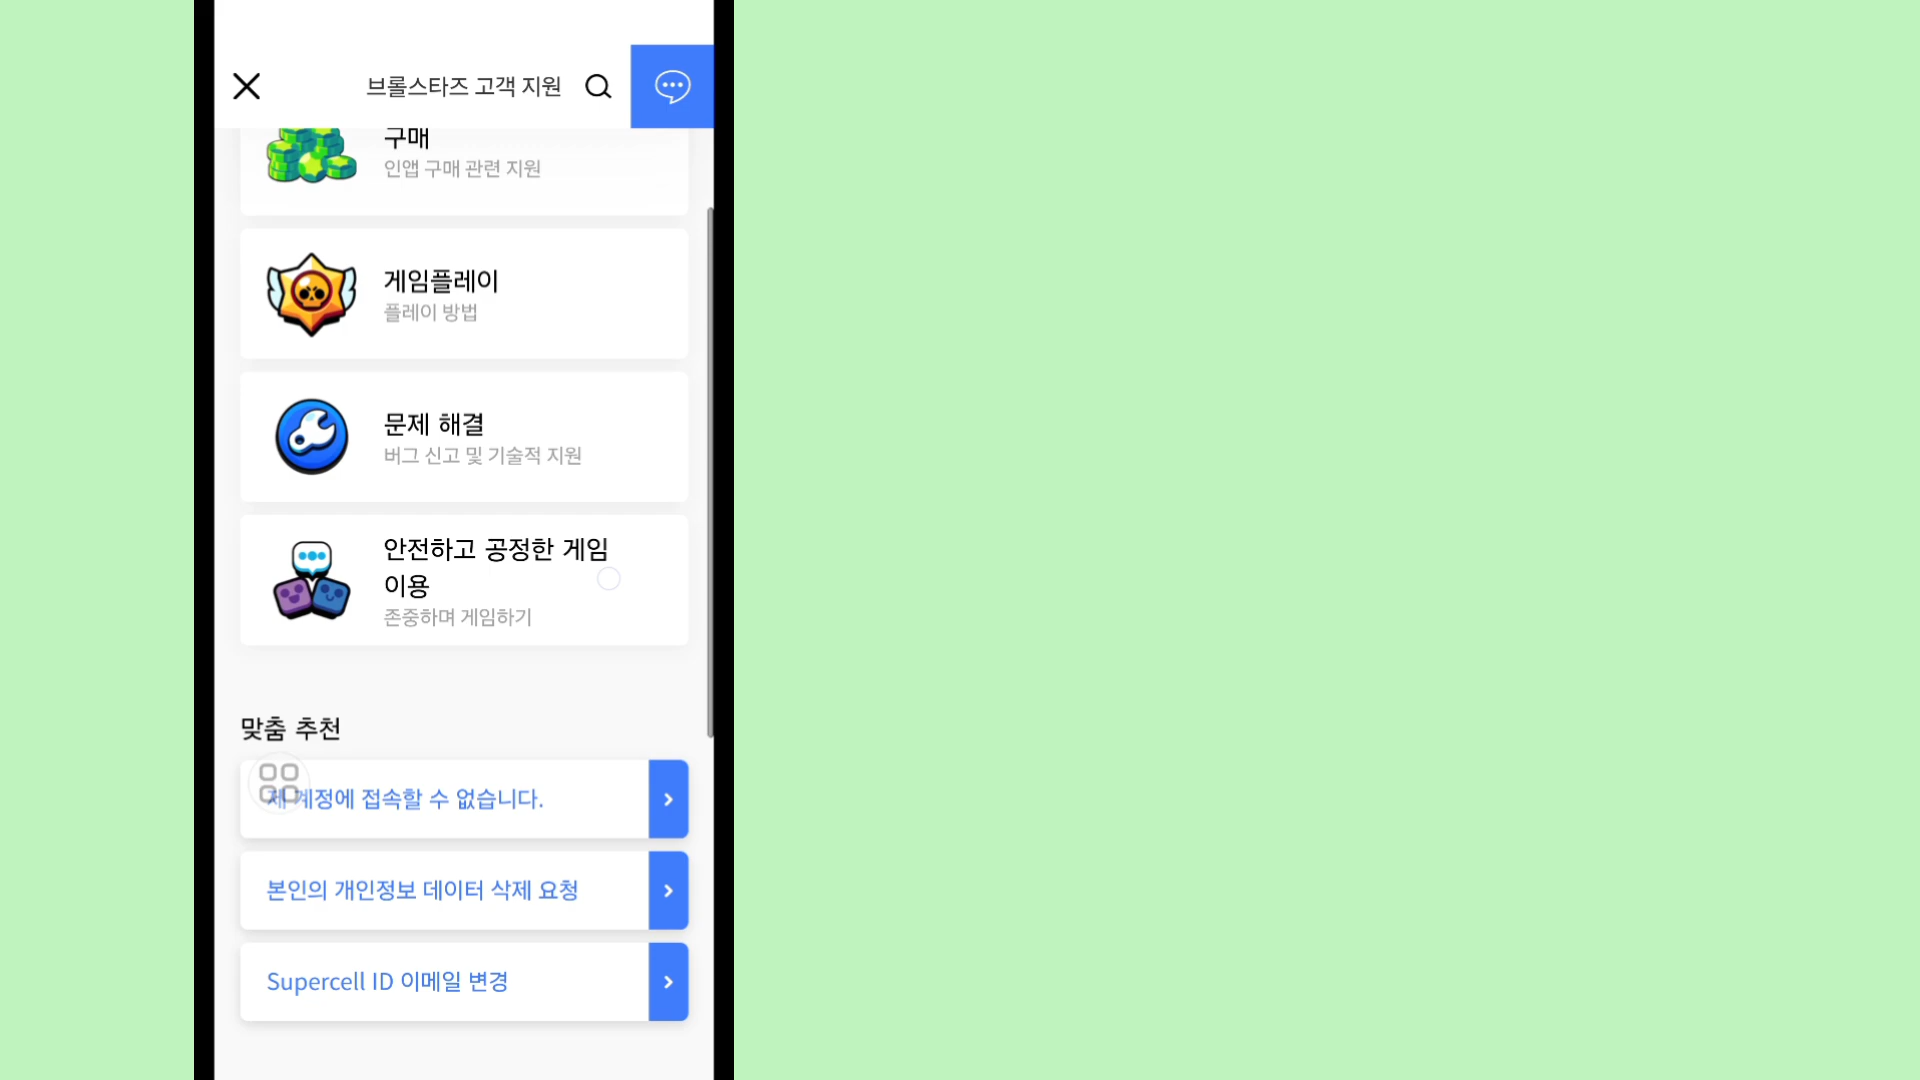 브롤스타즈 고객 지원
구매
인앱 구매 관련 지원
게임플레이
플레이 방법
문제 해결
버그 신고 및 기술적 지원
안전하고 공정한 게임
이용
존중하며 게임하기
맞춤 추천
제 계정에 접속할 수 없습니다.
본인의 개인정보 데이터 삭제 요청
Supercell ID 이메일 변경